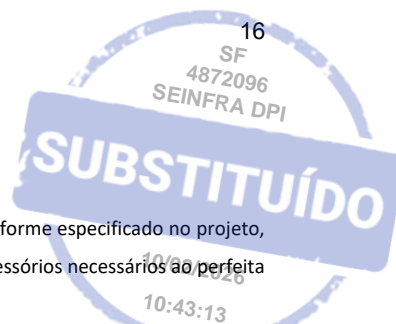 16
SF
4872096
SEINFRA DPI
SUBSTITUÍDO
forme especificado no projeto,
essórios necessários ao perfeita
10:43:13